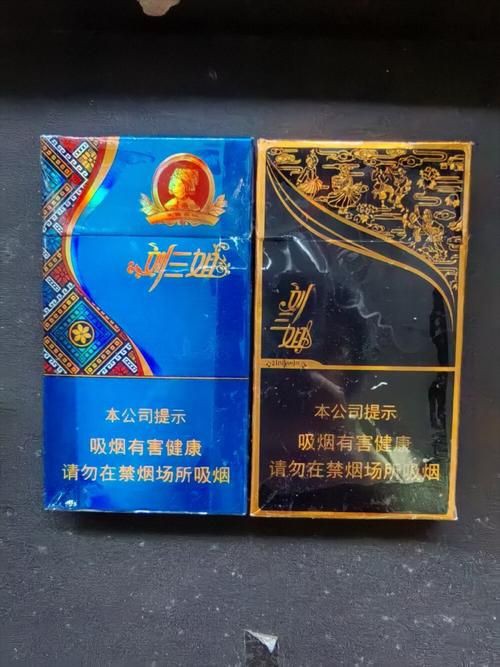 刘三姐
本公司提示
吸烟有害健康
请勿在禁烟场所吸烟
刘三姐
本公司提示
吸烟有害健康
请勿在禁烟场所吸烟